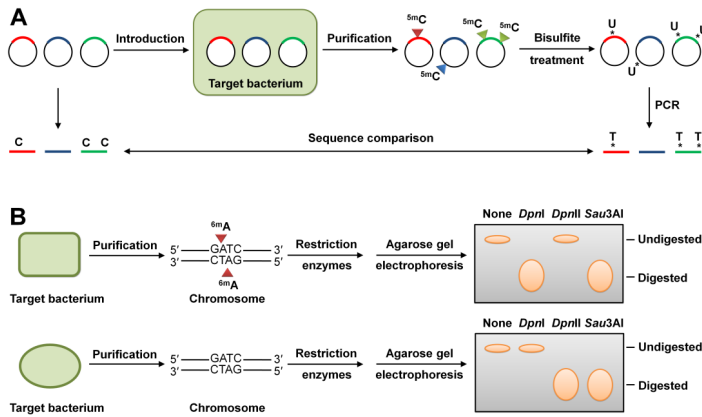 A
Introduction
Target bacterium
Purification
5mC
5mC
5mC
5mC
Bisulfite
treatment
U
*
U*
U
*
U
*
PCR
C
C C
Sequence comparison
T
*
T T
* *
B
Target bacterium
Purification
6mA
5′ GATC 3′
3′ CTAG 5′
6mA
Chromosome
Restriction
enzymes
Agarose gel
electrophoresis
None DpnI DpnII Sau3AI
Undigested
Digested
Target bacterium
Purification
5′ GATC 3′
3′ CTAG 5′
Chromosome
Restriction
enzymes
Agarose gel
electrophoresis
None DpnI DpnII Sau3AI
Undigested
Digested